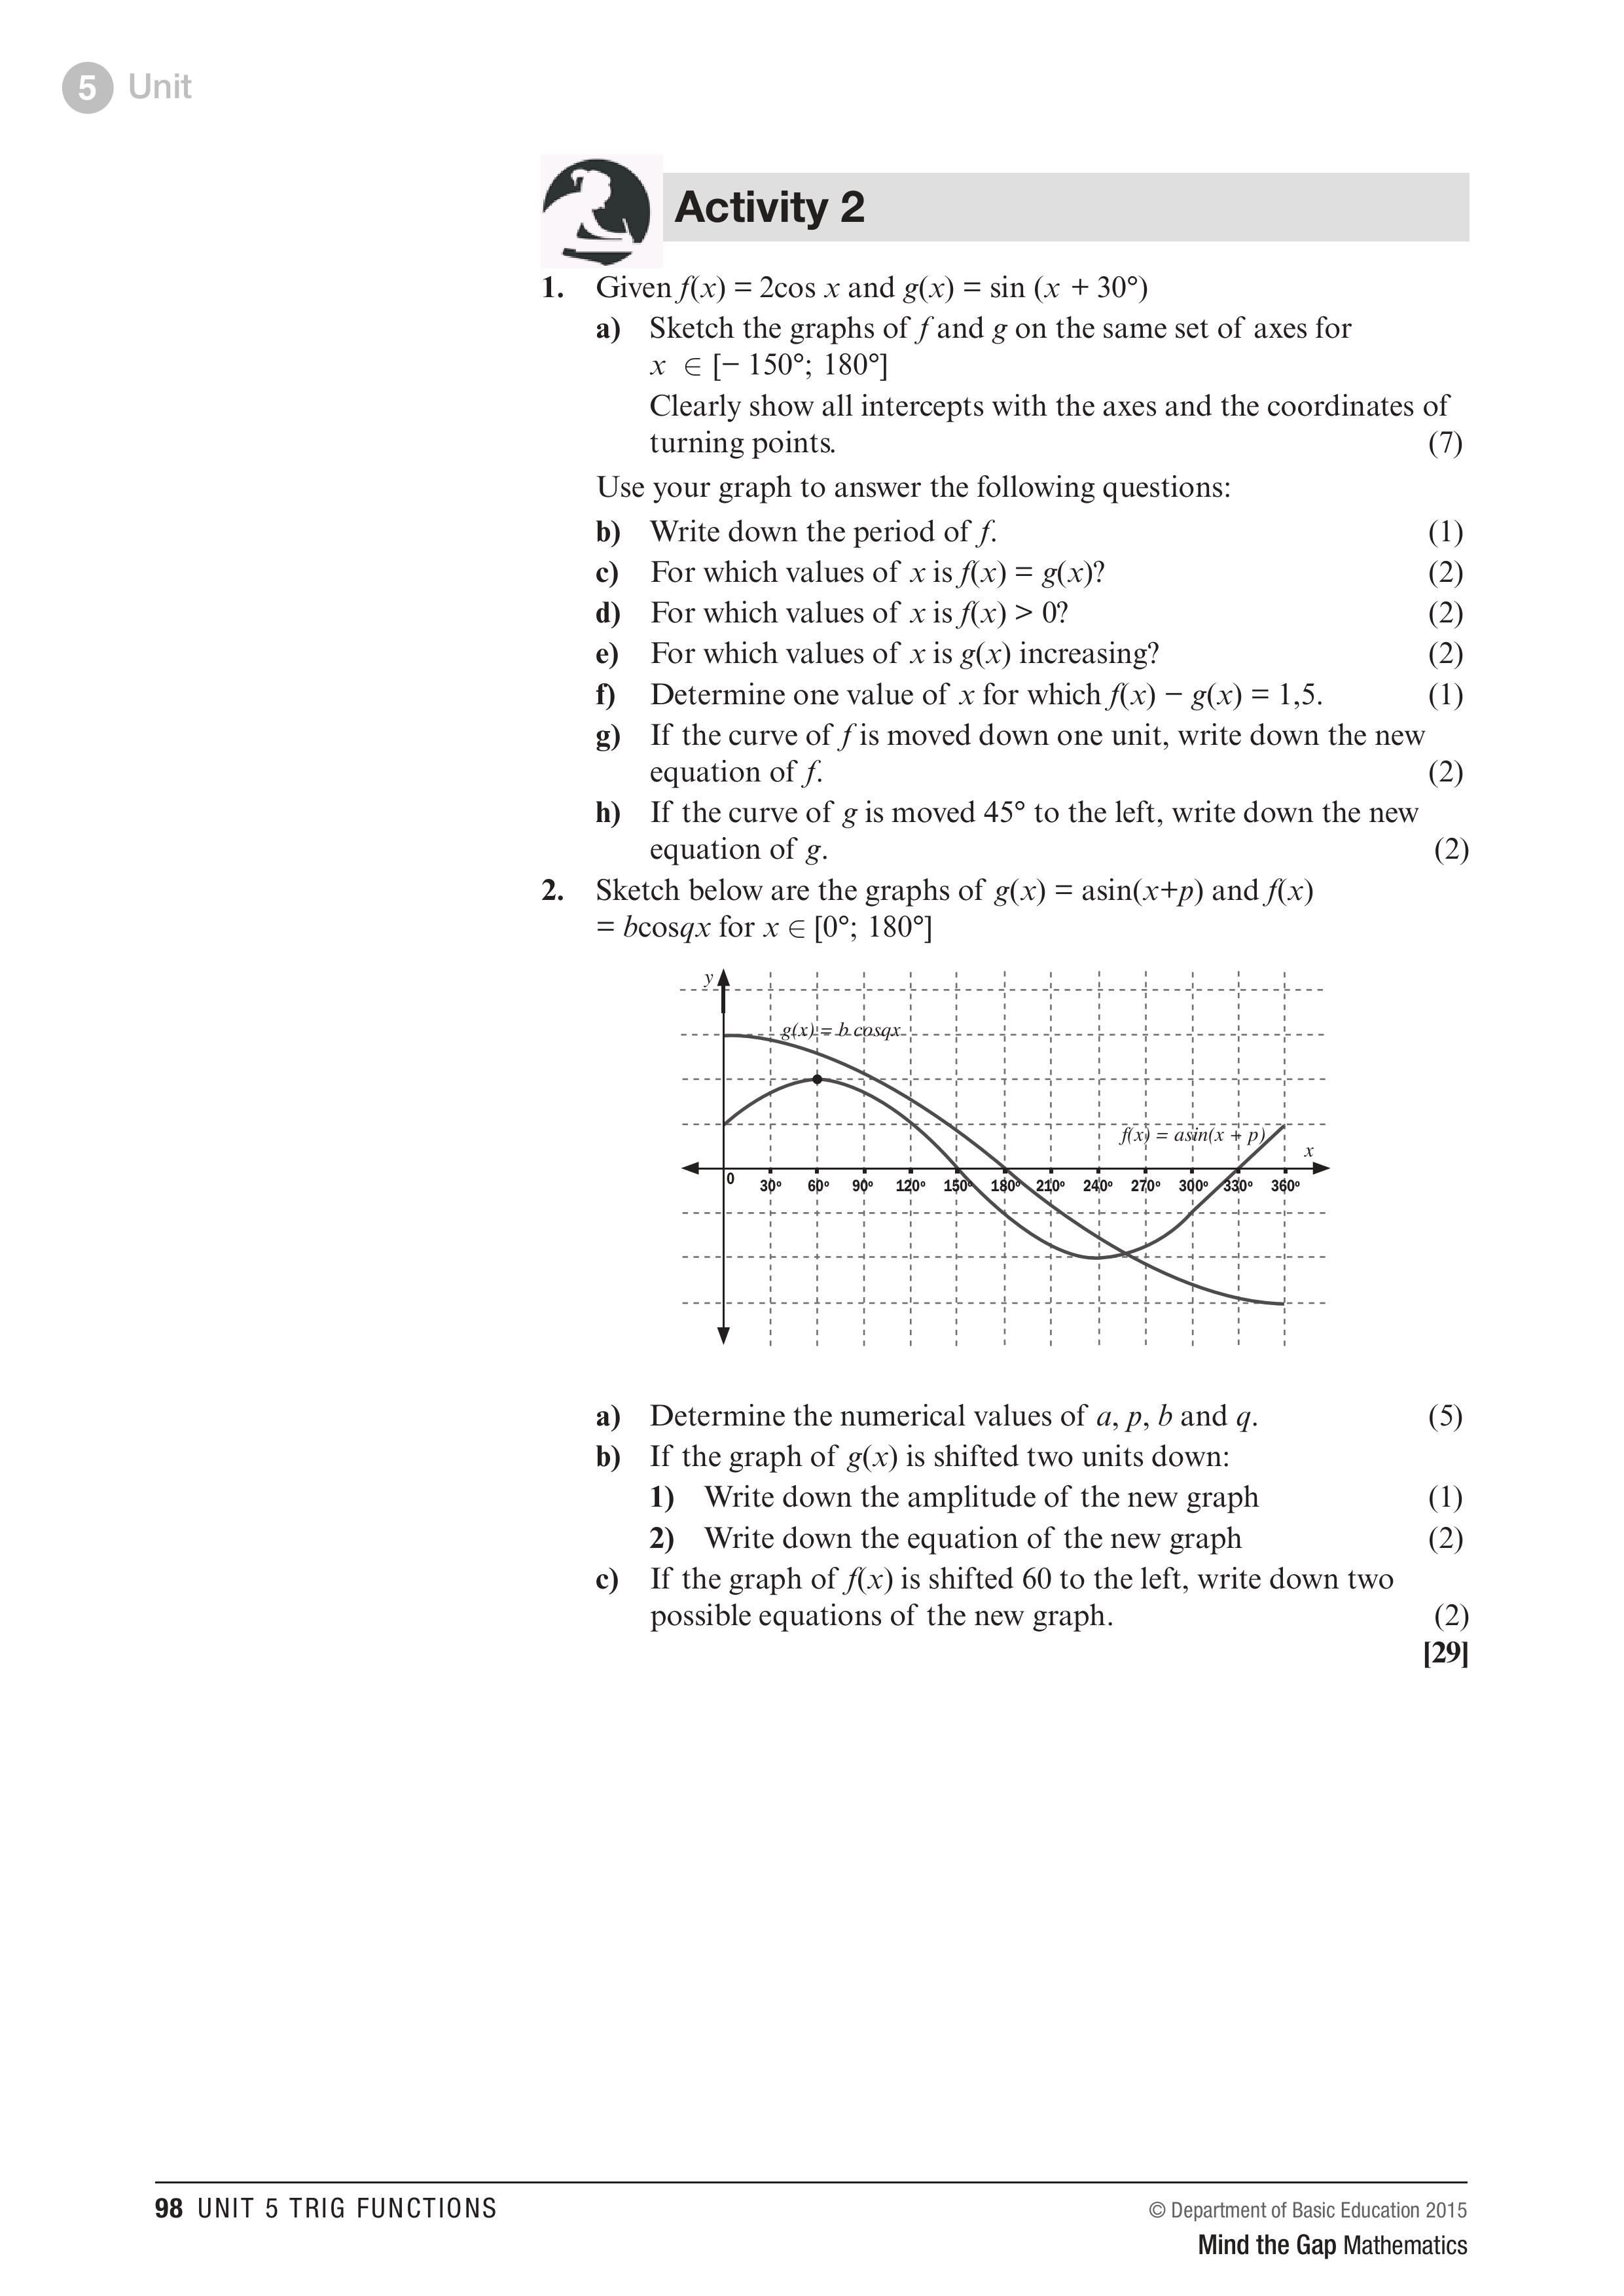 5 Unit
Activity 2
1. Given f(x) = 2cos x and g(x) = sin (x + 30°)
a) Sketch the graphs of f and g on the same set of axes for
x ∈ [− 150°; 180°]
Clearly show all intercepts with the axes and the coordinates of
turning points. (7)
Use your graph to answer the following questions:
b) Write down the period of f. (1)
c) For which values of x is f(x) = g(x)? (2)
d) For which values of x is f(x) > 0? (2)
e) For which values of x is g(x) increasing? (2)
f) Determine one value of x for which f(x) − g(x) = 1,5. (1)
g) If the curve of f is moved down one unit, write down the new
equation of f. (2)
h) If the curve of g is moved 45° to the left, write down the new
equation of g. (2)
2. Sketch below are the graphs of g(x) = asin(x+p) and f(x)
= bcosqx for x ∈ [0°; 180°]
y
g(x) = b cosqx
f(x) = asin(x + p)
x
0 30° 60° 90° 120° 150° 180° 210° 240° 270° 300° 330° 360°
a) Determine the numerical values of a, p, b and q. (5)
b) If the graph of g(x) is shifted two units down:
1) Write down the amplitude of the new graph (1)
2) Write down the equation of the new graph (2)
c) If the graph of f(x) is shifted 60 to the left, write down two
possible equations of the new graph. (2)
[29]
98 UNIT 5 TRIG FUNCTIONS
© Department of Basic Education 2015
Mind the Gap Mathematics